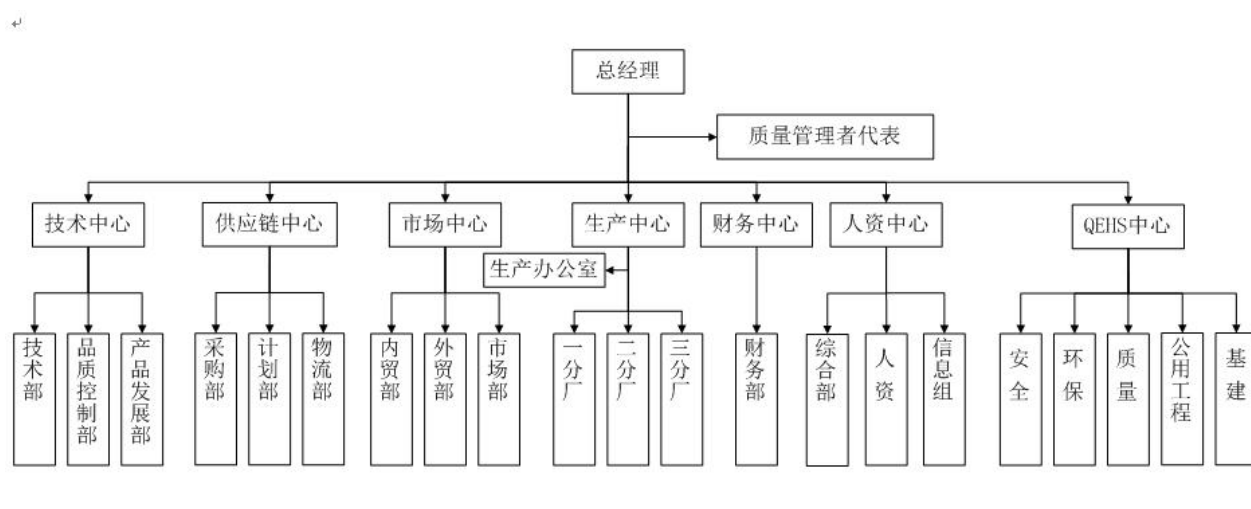 总经理
质量管理者代表
技术中心
供应链中心
市场中心
生产中心
财务中心
人资中心
QEHS中心
生产办公室
技术部
品质控制部
产品发展部
采购部
计划部
物流部
内贸部
外贸部
市场部
一分厂
二分厂
三分厂
财务部
综合部
人资
信息组
安全
环保
质量
公用工程
基建